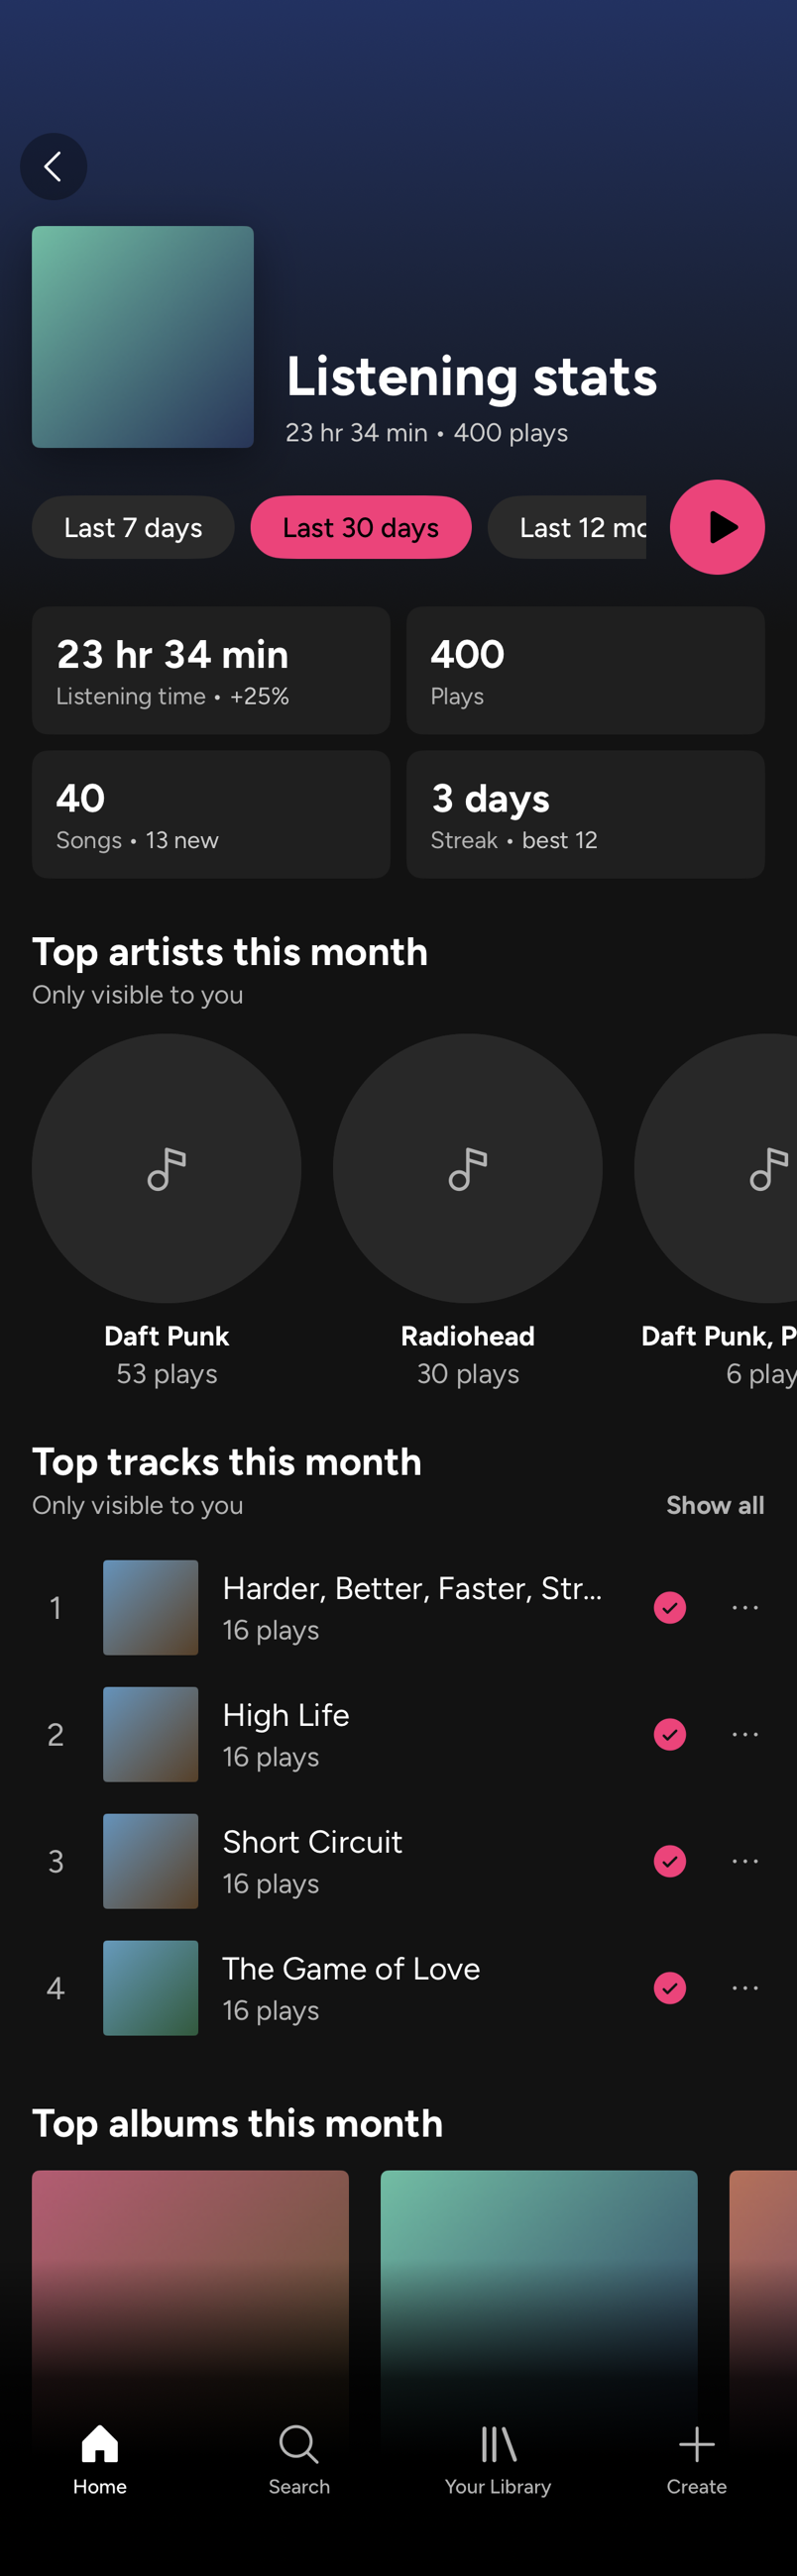 Listening stats
23 hr 34 min • 400 plays
Last 7 days
Last 30 days
Last 12 mo
23 hr 34 min
Listening time • +25%
400
Plays
40
Songs • 13 new
3 days
Streak • best 12
Top artists this month
Only visible to you
Daft Punk
53 plays
Radiohead
30 plays
Daft Punk, P
6 play
Top tracks this month
Only visible to you
Show all
1
Harder, Better, Faster, Str...
16 plays
2
High Life
16 plays
3
Short Circuit
16 plays
4
The Game of Love
16 plays
Top albums this month
Home
Search
Your Library
Create